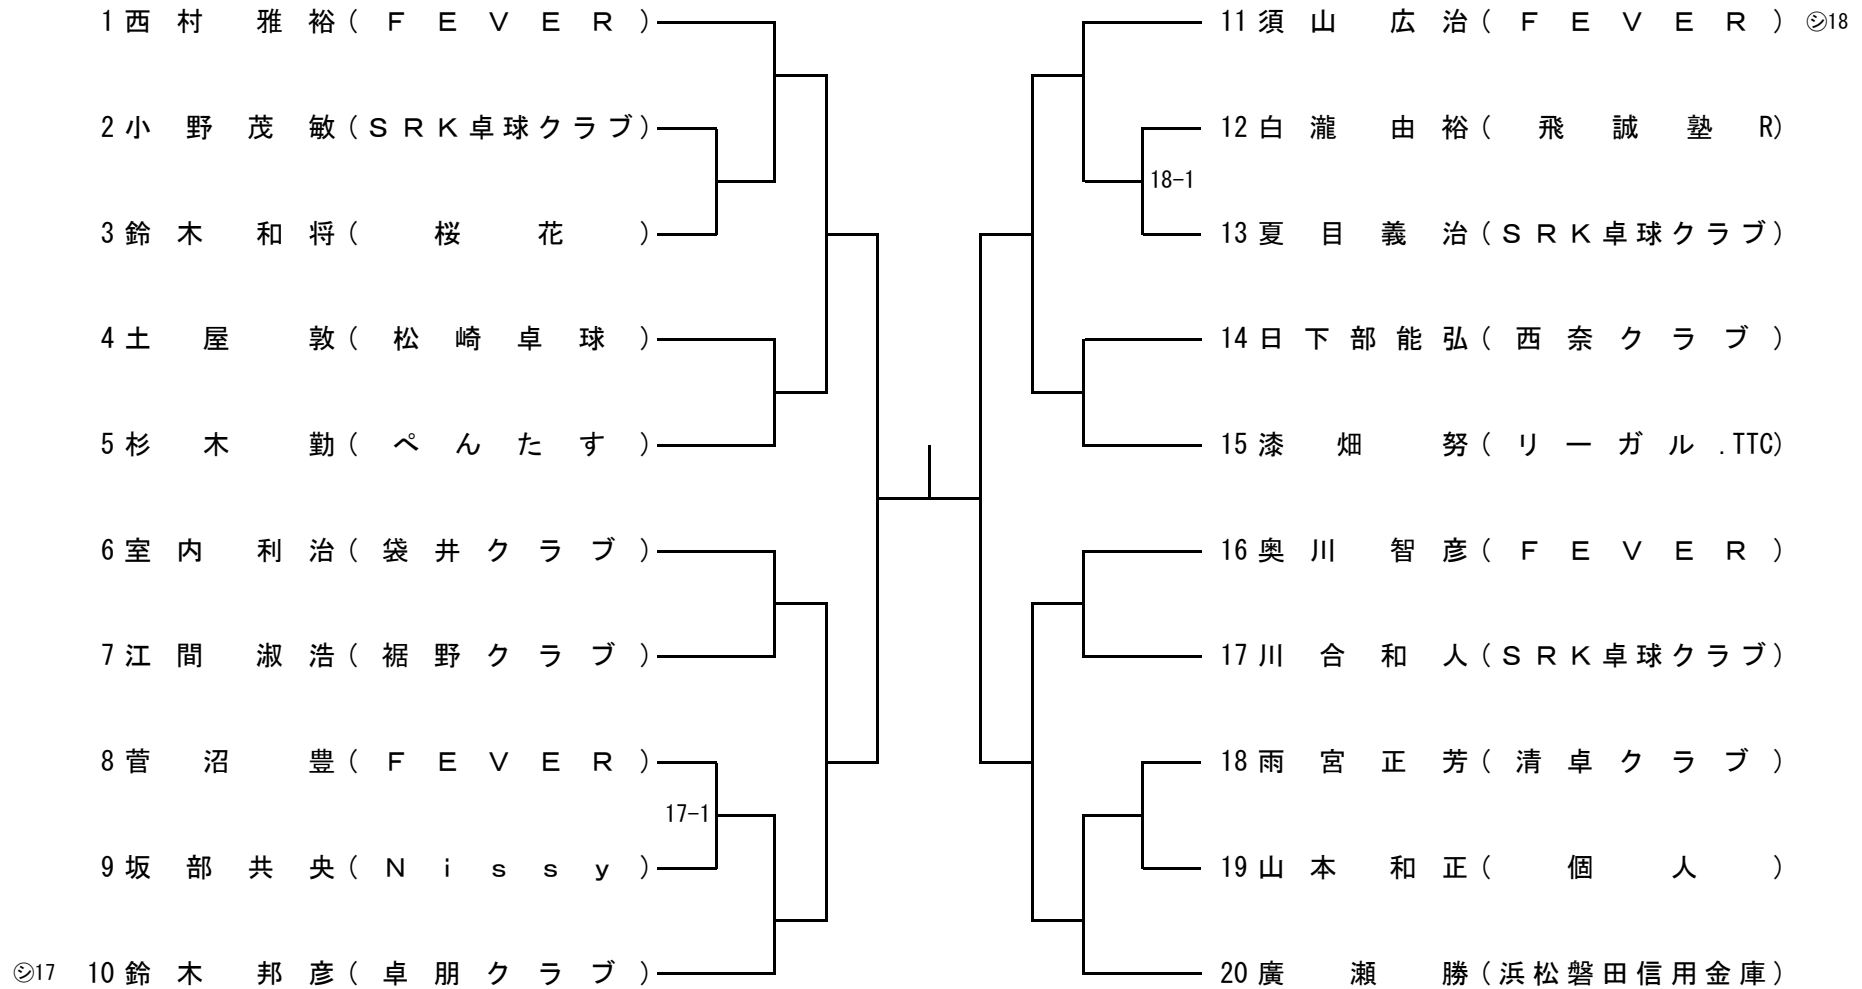 1 西村 雅裕(FEVER)
2 小野茂敏(SRK卓球クラブ)
3 鈴木 和将(桜花)
4 土屋 敦(松崎卓球)
5 杉木 勤(ぺんたす)
6 室内 利治(袋井クラブ)
7 江間 淑浩(裾野クラブ)
8 菅沼 豊(FEVER)
17-1
9 坂部共央(Nissy)
㋛17 10 鈴木 邦彦(卓朋クラブ)
11 須山 広治(FEVER) ㋛18
12 白瀧 由裕(飛誠塾R)
18-1
13 夏目義治(SRK卓球クラブ)
14 日下部能弘(西奈クラブ)
15 漆畑 努(リーガル.TTC)
16 奥川 智彦(FEVER)
17 川合和人(SRK卓球クラブ)
18 雨宮正芳(清卓クラブ)
19 山本 和正(個人)
20 廣瀬 勝(浜松磐田信用金庫)